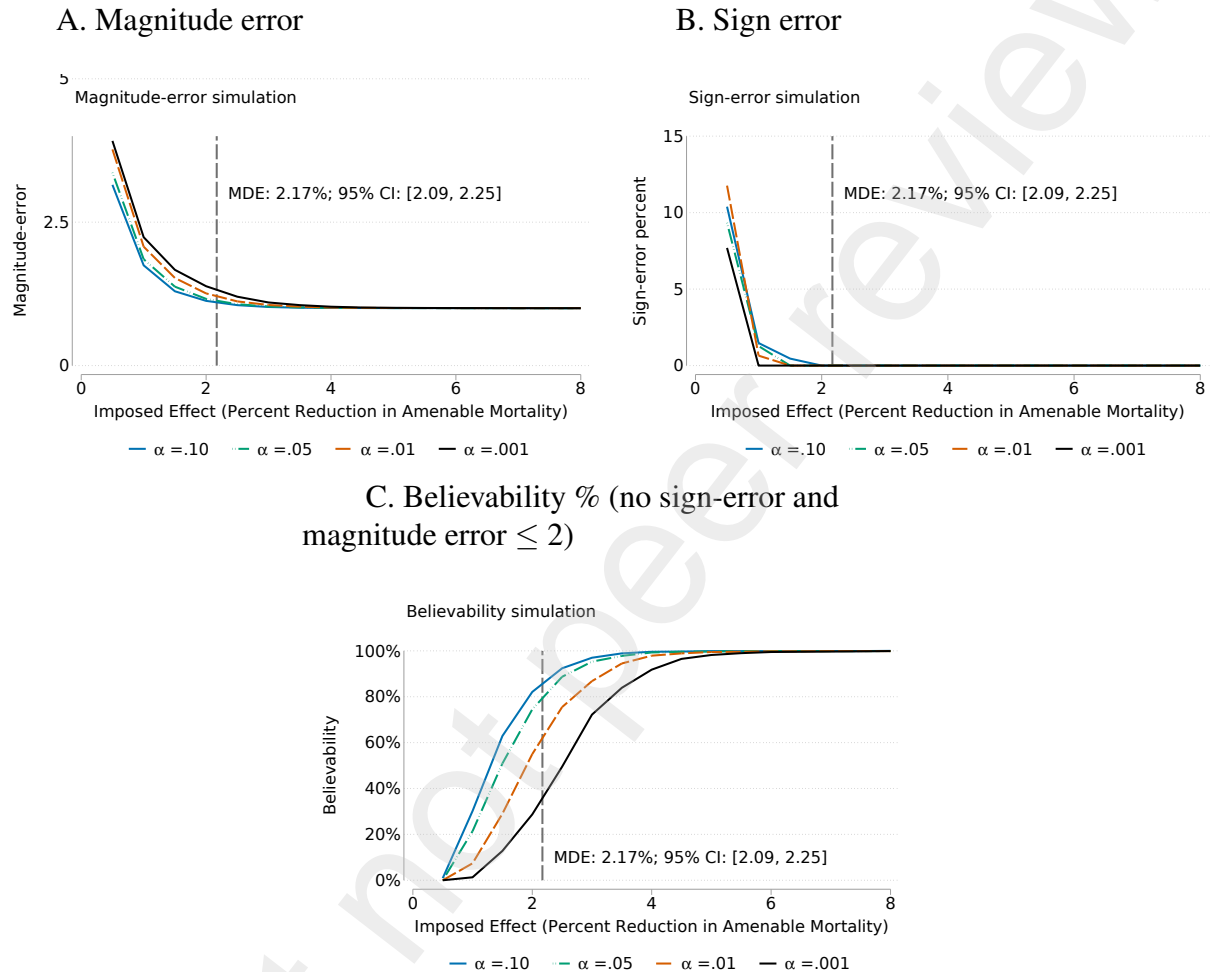 A. Magnitude error
B. Sign error
5
Magnitude-error simulation
MDE: 2.17%; 95% CI: [2.09, 2.25]
2.5
Magnitude-error
0
0 2 4 6 8
Imposed Effect (Percent Reduction in Amenable Mortality)
α =.10 α =.05 α =.01 α =.001
Sign-error simulation
15
MDE: 2.17%; 95% CI: [2.09, 2.25]
10
Sign-error percent
5
0
0 2 4 6 8
Imposed Effect (Percent Reduction in Amenable Mortality)
α =.10 α =.05 α =.01 α =.001
C. Believability % (no sign-error and
magnitude error ≤ 2)
Believability simulation
100%
80%
60%
Believability
40%
20%
MDE: 2.17%; 95% CI: [2.09, 2.25]
0%
0 2 4 6 8
Imposed Effect (Percent Reduction in Amenable Mortality)
α =.10 α =.05 α =.01 α =.001
not peer review